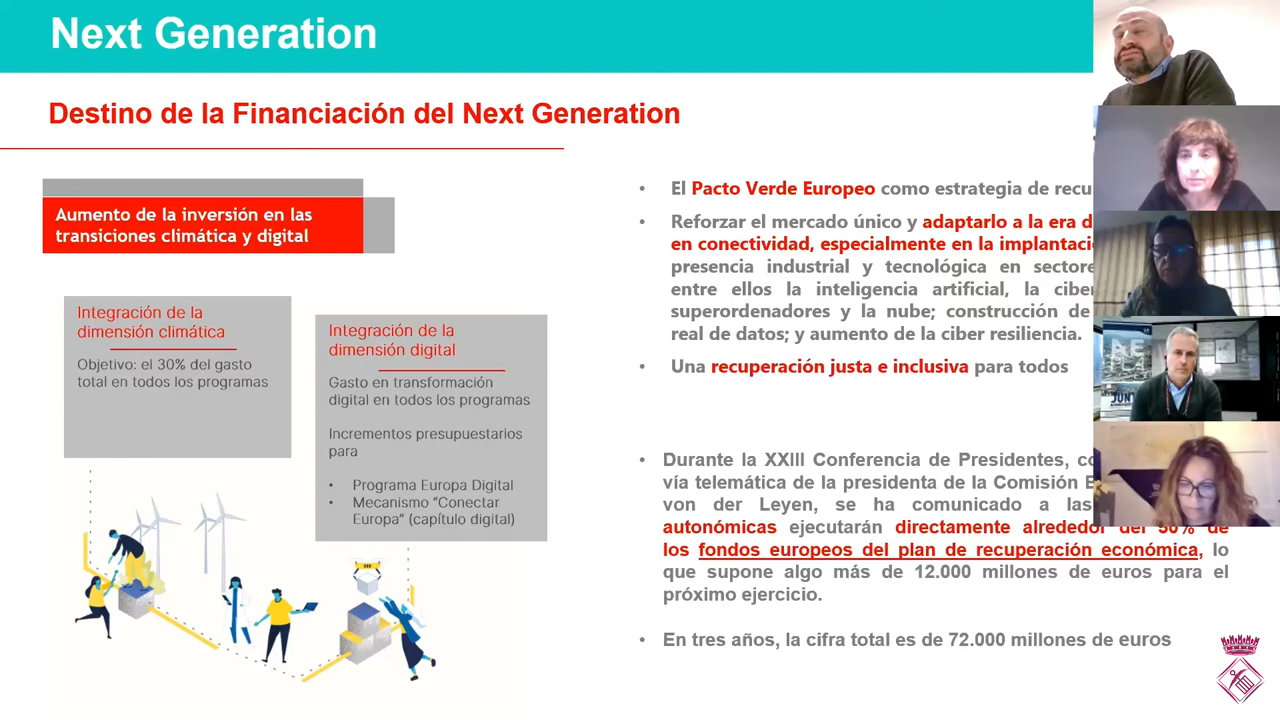 Next Generation
Destino de la Financiación del Next Generation
Aumento de la inversión en las
transiciones climática y digital
Integración de la
dimensión climática
Objetivo: el 30% del gasto
total en todos los programas
Integración de la
dimensión digital
Gasto en transformación
digital en todos los programas
Incrementos presupuestarios
para
• Programa Europa Digital
• Mecanismo “Conectar
Europa” (capítulo digital)
• El Pacto Verde Europeo como estrategia de
• Reforzar el mercado único y adaptarlo a la era
en conectividad, especialmente en la
presencia industrial y tecnológica en
entre ellos la inteligencia artificial, la
superordenadores y la nube; construcción de
real de datos; y aumento de la ciber resiliencia.
• Una recuperación justa e inclusiva para todos
• Durante la XXIII Conferencia de Presidentes,
vía telemática de la presidenta de la Comisión
von der Leyen, se ha comunicado a las
autonómicas ejecutarán directamente alrededor del 50% de
los fondos europeos del plan de recuperación económica, lo
que supone algo más de 12.000 millones de euros para el
próximo ejercicio.
• En tres años, la cifra total es de 72.000 millones de euros